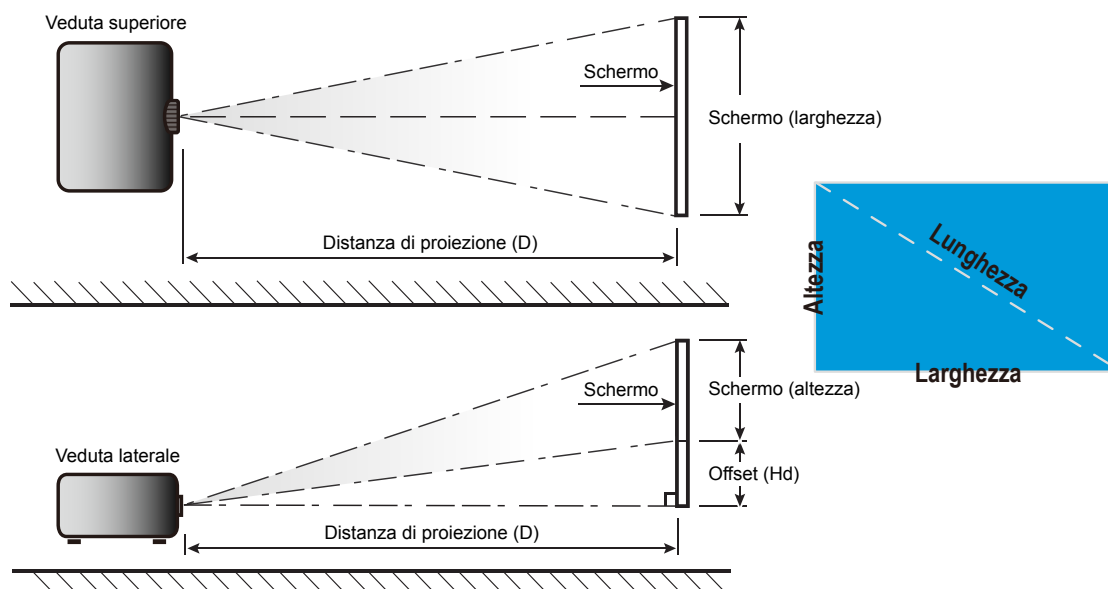 Veduta superiore
Schermo
Schermo (larghezza)
Distanza di proiezione (D)
Altezza
Lunghezza
Larghezza
Veduta laterale
Schermo
Schermo (altezza)
Offset (Hd)
Distanza di proiezione (D)